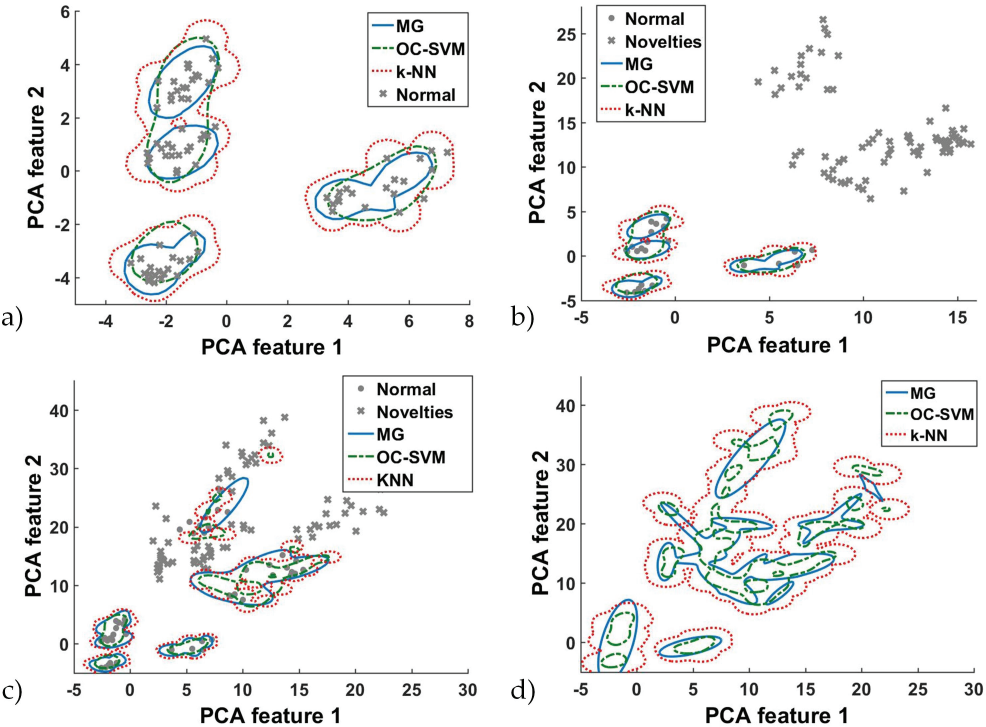 a)
PCA feature 2
6
4
2
0
-2
-4
-4 -2 0 2 4 6 8
PCA feature 1
MG
OC-SVM
k-NN
Normal
b)
PCA feature 2
25
20
15
10
5
0
-5
-5 0 5 10 15
PCA feature 1
Normal
Novelties
MG
OC-SVM
k-NN
c)
PCA feature 2
40
30
20
10
0
-5 0 5 10 15 20 25 30
PCA feature 1
Normal
Novelties
MG
OC-SVM
KNN
d)
PCA feature 2
40
30
20
10
0
-5 0 5 10 15 20 25 30
PCA feature 1
MG
OC-SVM
k-NN